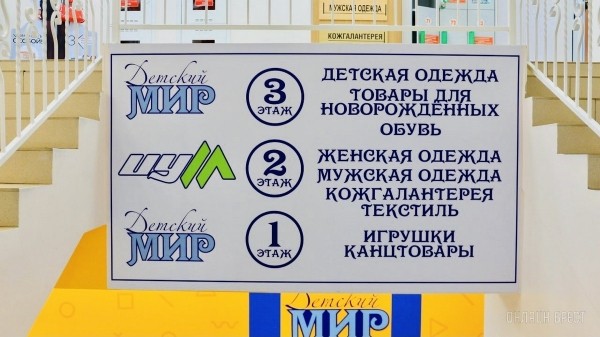 МУЖСКАЯ ОДЕЖДА
КОЖГАЛАНТЕРЕЯ
Детский
МИР
3
ЭТАЖ
ДЕТСКАЯ ОДЕЖДА
ТОВАРЫ ДЛЯ
НОВОРОЖДЁННЫХ
ОБУВЬ
ЦУМ
2
ЭТАЖ
ЖЕНСКАЯ ОДЕЖДА
МУЖСКАЯ ОДЕЖДА
КОЖГАЛАНТЕРЕЯ
ТЕКСТИЛЬ
Детский
МИР
1
ЭТАЖ
ИГРУШКИ
КАНЦТОВАРЫ
Детский
МИР